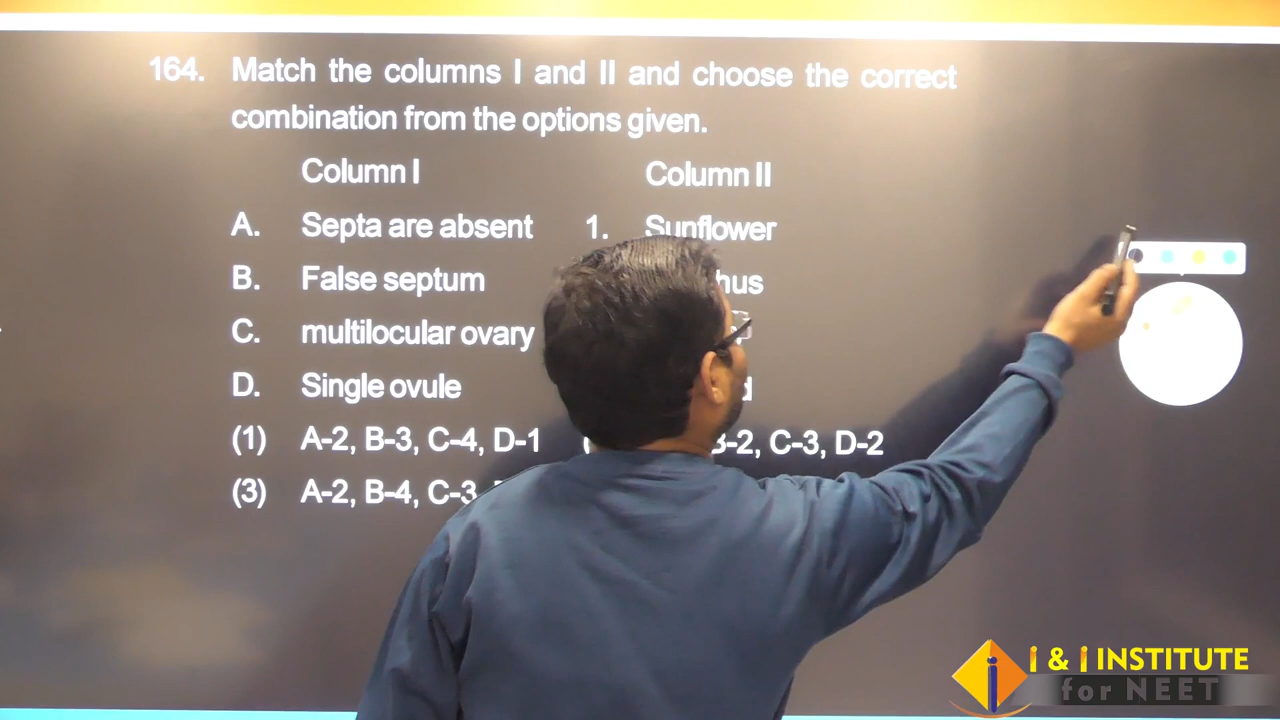 164. Match the columns I and II and choose the correct
combination from the options given.
Column I Column II
A. Septa are absent 1. Sunflower
B. False septum hus
C. multilocular ovary
D. Single ovule d
(1) A-2, B-3, C-4, D-1 B-2, C-3, D-2
(3) A-2, B-4, C-3
i & i INSTITUTE
for NEET